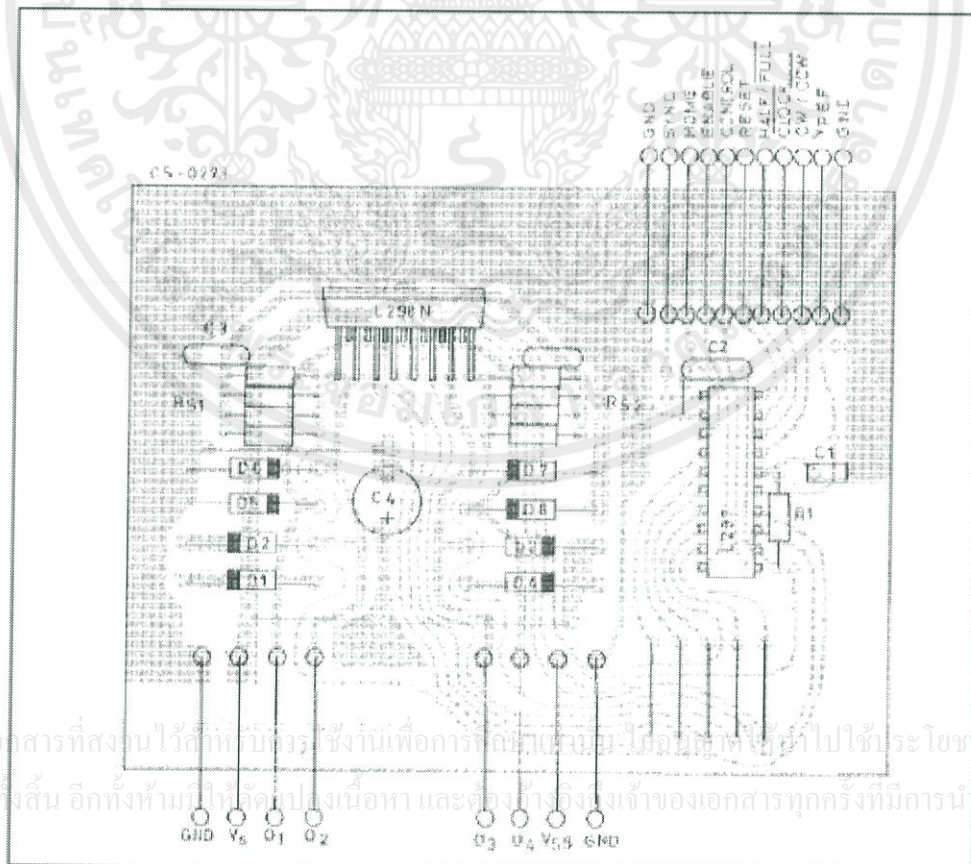 GND
SYNC
HOME
ENABLE
CONTROL
RESET
HALF/FULL
CLOCK
CW/CCW
VREF
GND
CS-0273
L298N
C3
C2
RS1
RS2
C1
D6
D7
C4
+
D5
D8
R1
L297
D2
D3
D1
D4
เอกสารที่สงวนไว้สำหรับการใช้งานเพื่อการศึกษาเท่านั้น ไม่อนุญาตให้นำไปใช้ประโยช
ทั้งสิ้น อีกทั้งห้ามมิให้ดัดแปลงเนื้อหา และต้องอ้างอิงถึงเจ้าของเอกสารทุกครั้งที่มีการนำ
GND Vs O1 O2
O3 O4 Vss GND